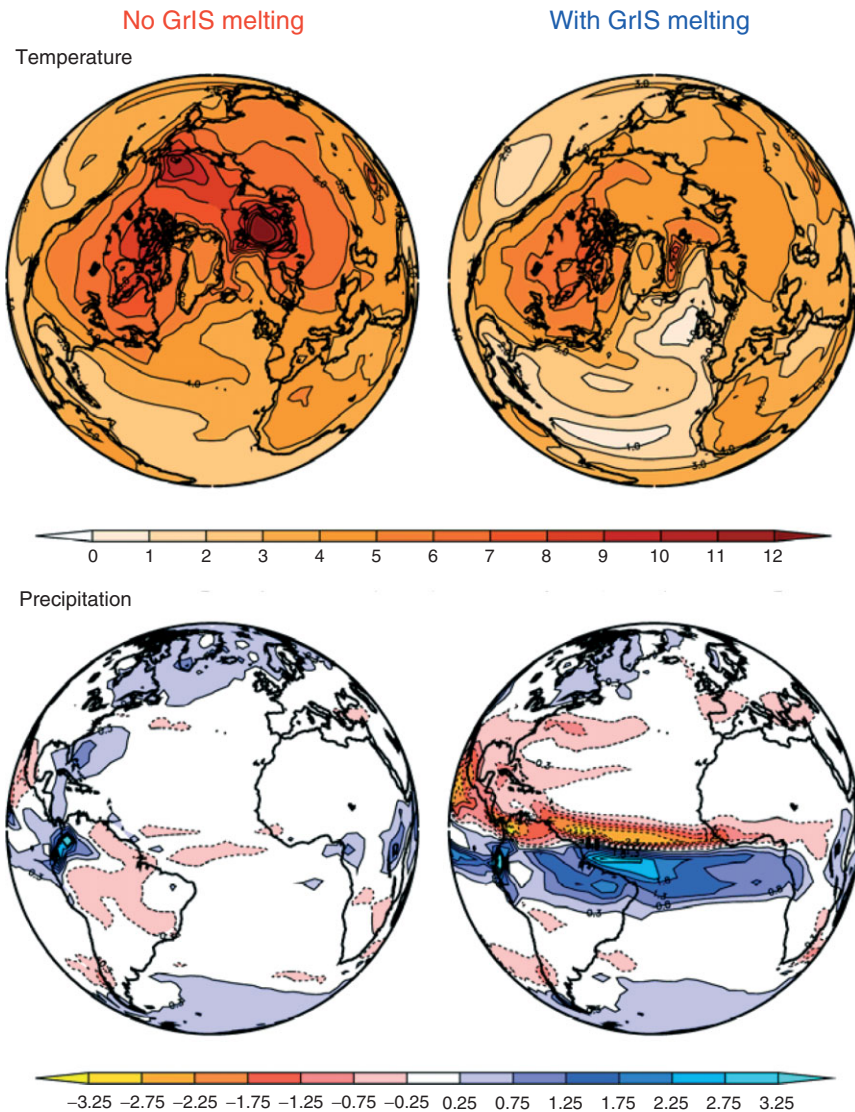 No GrIS melting With GrIS melting
Temperature
0 1 2 3 4 5 6 7 8 9 10 11 12
Precipitation
−3.25 −2.75 −2.25 −1.75 −1.25 −0.75 −0.25 0.25 0.75 1.25 1.75 2.25 2.75 3.25